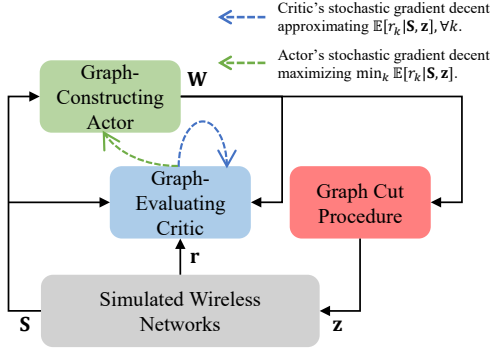 Critic's stochastic gradient decent
approximating 𝔼[r_k|𝐒, 𝐳], ∀k.
Actor's stochastic gradient decent
maximizing min_k 𝔼[r_k|𝐒, 𝐳].
Graph-
Constructing
Actor
𝐖
Graph-
Evaluating
Critic
Graph Cut
Procedure
𝐫
Simulated Wireless
Networks
𝐒
𝐳